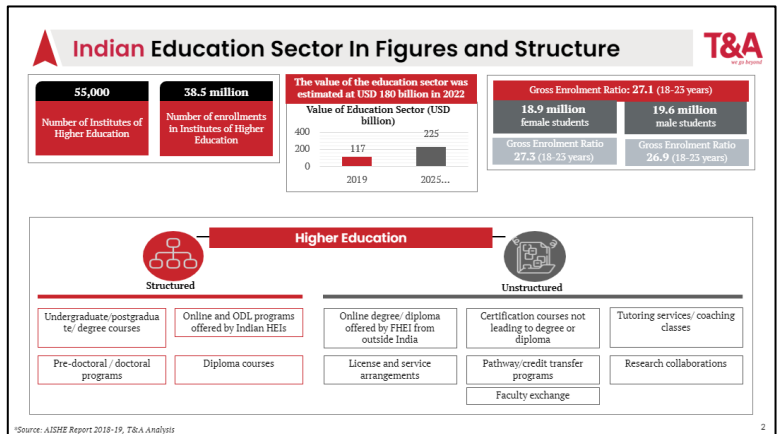 Indian Education Sector In Figures and Structure
T&A
we go beyond
55,000
Number of Institutes of
Higher Education
38.5 million
Number of enrollments
in Institutes of Higher
Education
The value of the education sector was
estimated at USD 180 billion in 2022
Value of Education Sector (USD
billion)
400
200
0
117
225
2019
2025...
Gross Enrolment Ratio: 27.1 (18-23 years)
18.9 million
female students
19.6 million
male students
Gross Enrolment Ratio
27.3 (18-23 years)
Gross Enrolment Ratio
26.9 (18-23 years)
Higher Education
Structured
Unstructured
Undergraduate/postgradua
te/ degree courses
Online and ODL programs
offered by Indian HEIs
Pre-doctoral / doctoral
programs
Diploma courses
Online degree/ diploma
offered by FHEI from
outside India
Certification courses not
leading to degree or
diploma
Tutoring services/ coaching
classes
License and service
arrangements
Pathway/credit transfer
programs
Research collaborations
Faculty exchange
*Source: AISHE Report 2018-19, T&A Analysis
2